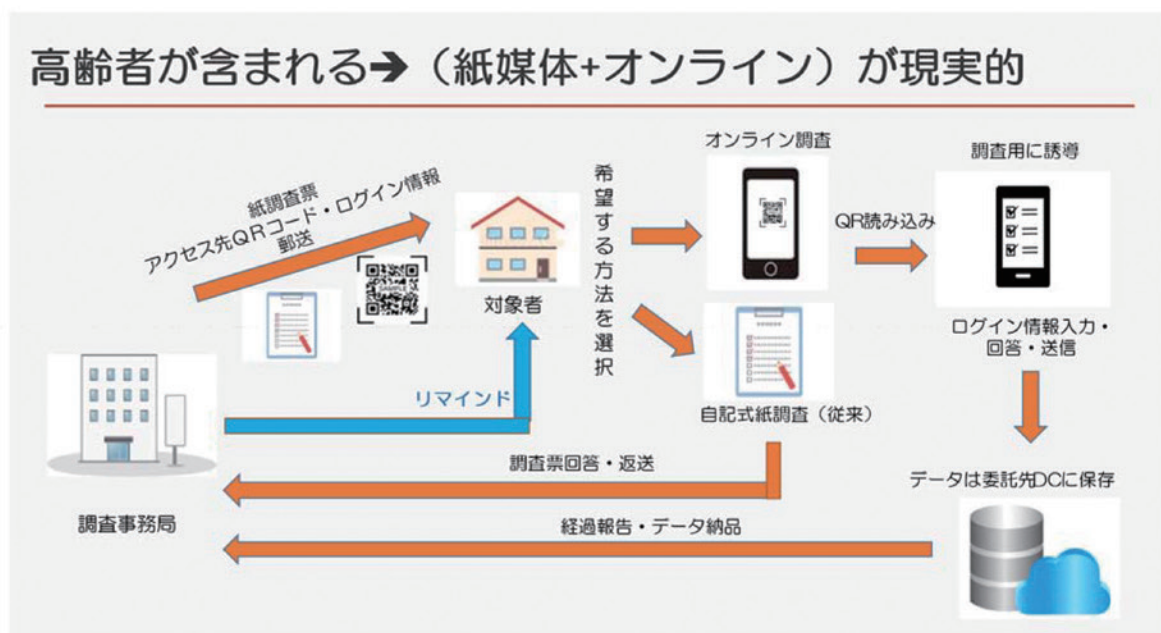 高齢者が含まれる➔（紙媒体+オンライン）が現実的
紙調査票
アクセス先QRコード・ログイン情報
郵送
SAMPLE
対象者
希望する方法を選択
オンライン調査
QR読み込み
調査用に誘導
ログイン情報入力・
回答・送信
自記式紙調査（従来）
リマインド
調査票回答・返送
データは委託先DCに保存
調査事務局
経過報告・データ納品